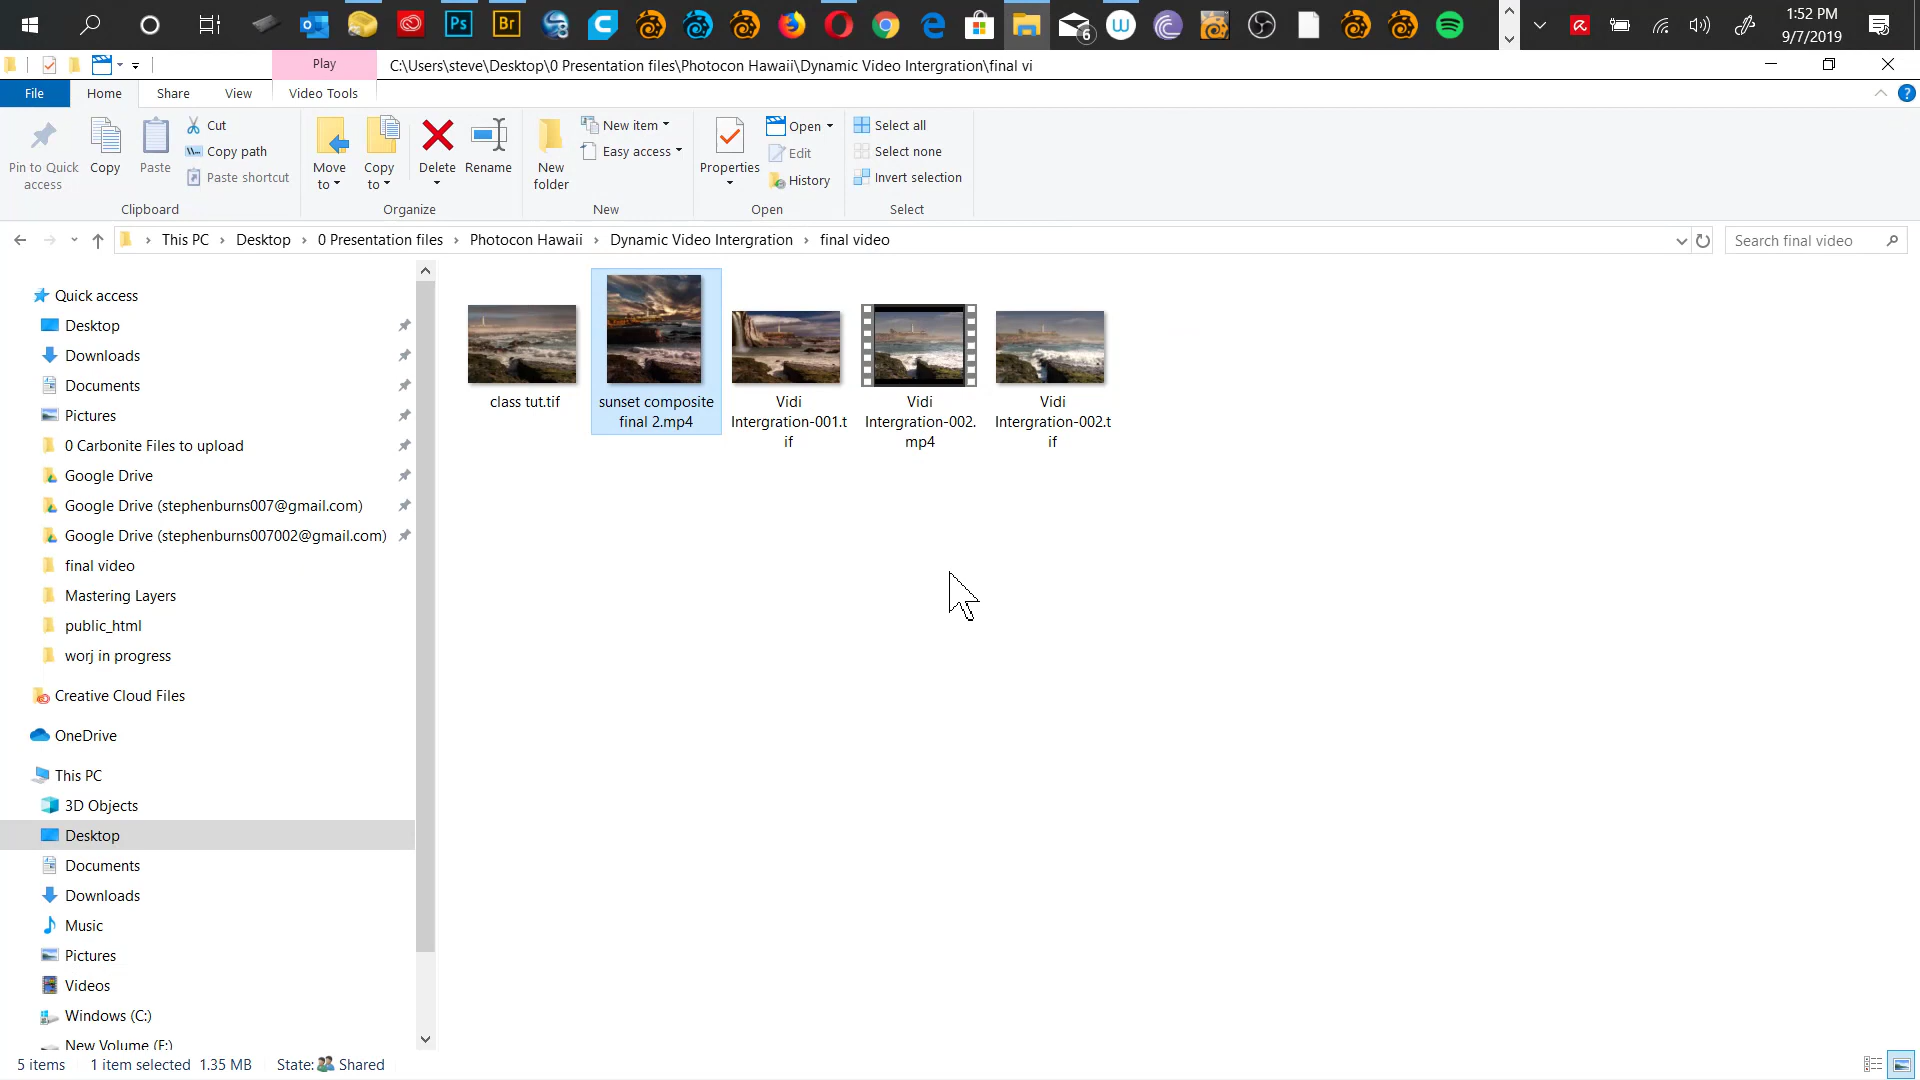 Ps
Br
6
W
1:52 PM
9/7/2019
Play
C:\Users\steve\Desktop\0 Presentation files\Photocon Hawaii\Dynamic Video Intergration\final vi
File
Home
Share
View
Video Tools
?
Pin to Quick
access
Copy
Paste
Cut
Copy path
Paste shortcut
Clipboard
Move
to
Copy
to
Delete
Rename
Organize
New
folder
New item
Easy access
New
Properties
Open
Edit
History
Open
Select all
Select none
Invert selection
Select
This PC
Desktop
0 Presentation files
Photocon Hawaii
Dynamic Video Intergration
final video
Search final video
Quick access
Desktop
Downloads
Documents
Pictures
0 Carbonite Files to upload
Google Drive
Google Drive (stephenburns007@gmail.com)
Google Drive (stephenburns007002@gmail.com)
final video
Mastering Layers
public_html
worj in progress
Creative Cloud Files
OneDrive
This PC
3D Objects
Desktop
Documents
Downloads
Music
Pictures
Videos
Windows (C:)
New Volume (F:)
class tut.tif
sunset composite
final 2.mp4
Vidi
Intergration-001.t
if
Vidi
Intergration-002.
mp4
Vidi
Intergration-002.t
if
5 items
1 item selected 1.35 MB
State: Shared